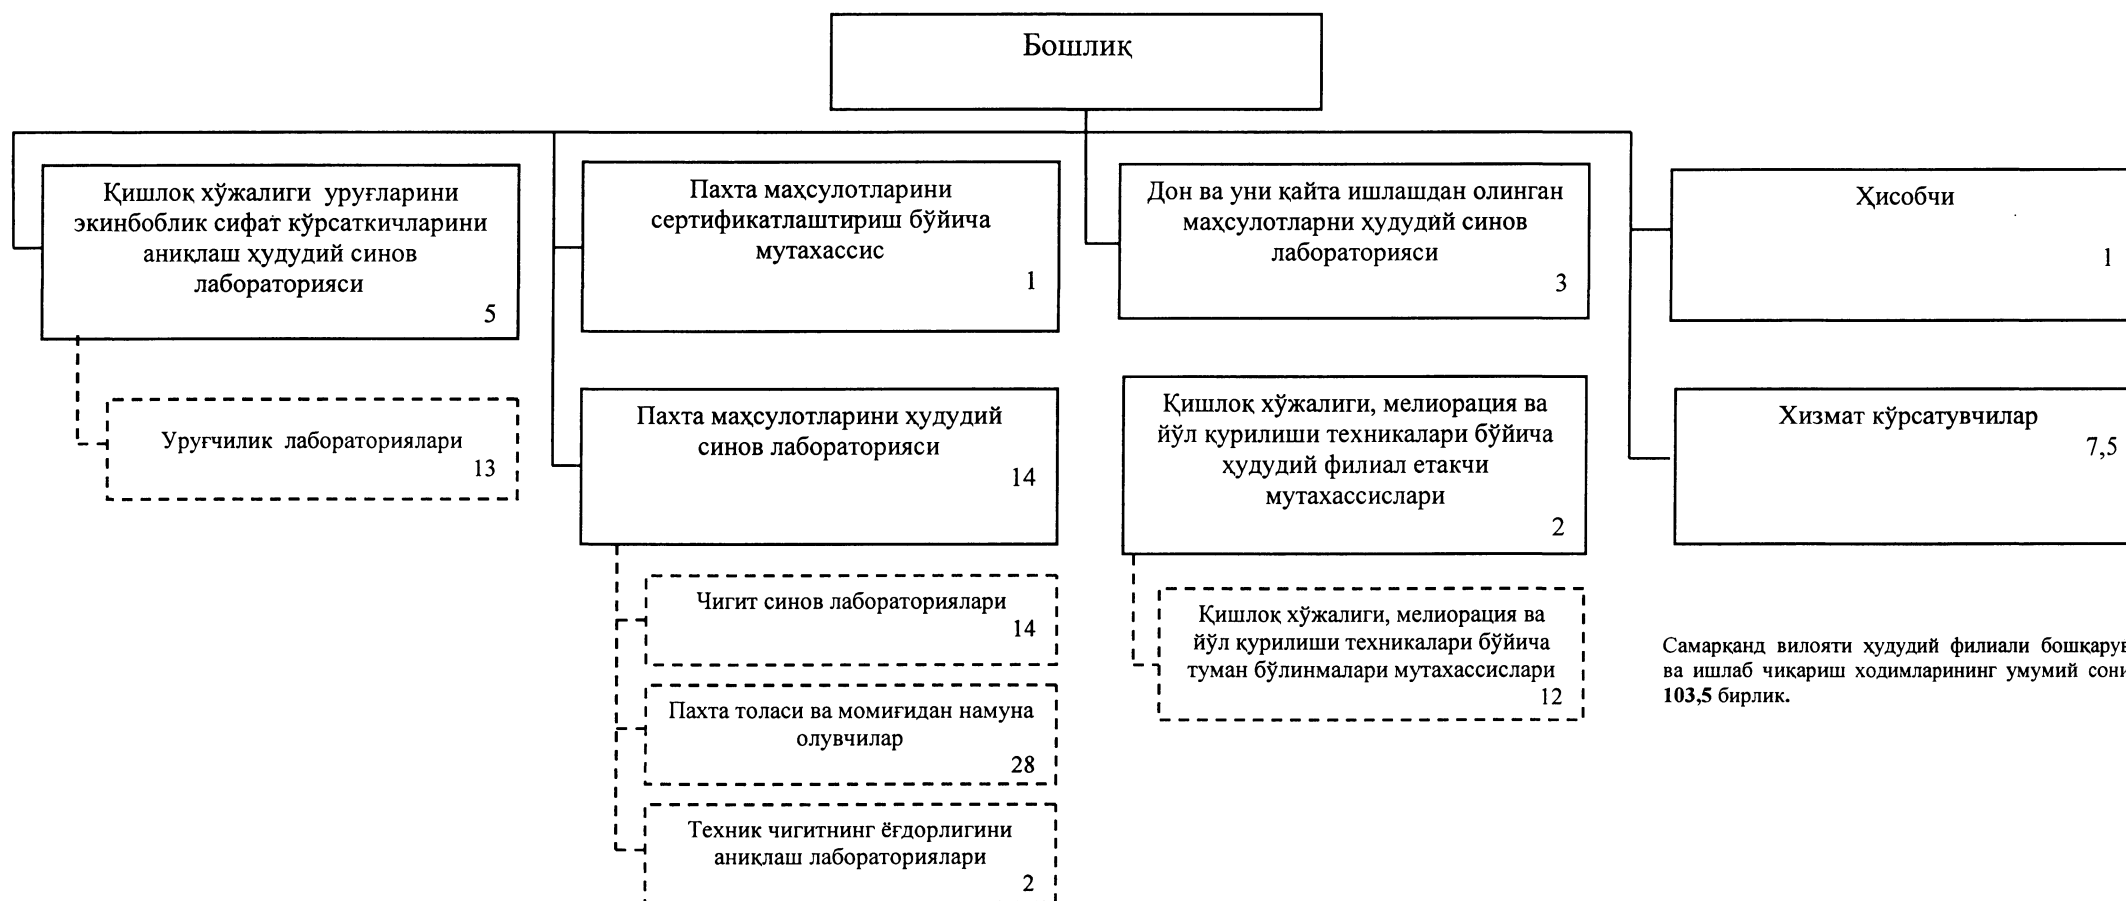 Бошлиқ
Қишлоқ хўжалиги уруғларини
экинбоблик сифат кўрсаткичларини
аниқлаш ҳудудий синов
лабораторияси
5
Уруғчилик лабораториялари
13
Пахта маҳсулотларини
сертификатлаштириш бўйича
мутахассис
1
Пахта маҳсулотларини ҳудудий
синов лабораторияси
14
Чигит синов лабораториялари
14
Пахта толаси ва момиғидан намуна
олувчилар
28
Техник чигитнинг ёғдорлигини
аниқлаш лабораториялари
2
Дон ва уни қайта ишлашдан олинган
маҳсулотларни ҳудудий синов
лабораторияси
3
Қишлоқ хўжалиги, мелиорация ва
йўл қурилиши техникалари бўйича
ҳудудий филиал етакчи
мутахассислари
2
Қишлоқ хўжалиги, мелиорация ва
йўл қурилиши техникалари бўйича
туман бўлинмалари мутахассислари
12
Ҳисобчи
1
Хизмат кўрсатувчилар
7,5
Самарқанд вилояти ҳудудий филиали бошқарув
ва ишлаб чиқариш ходимларининг умумий сони
103,5 бирлик.